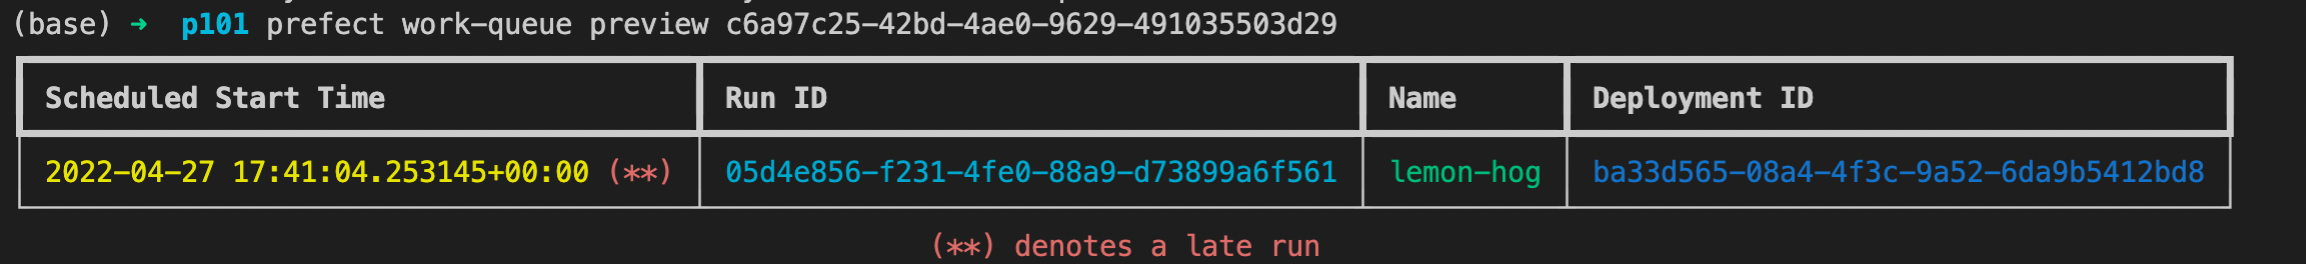 (base) → p101 prefect work-queue preview c6a97c25-42bd-4ae0-9629-491035503d29
Scheduled Start Time Run ID Name Deployment ID
2022-04-27 17:41:04.253145+00:00 (**) 05d4e856-f231-4fe0-88a9-d73899a6f561 lemon-hog ba33d565-08a4-4f3c-9a52-6da9b5412bd8
(**) denotes a late run